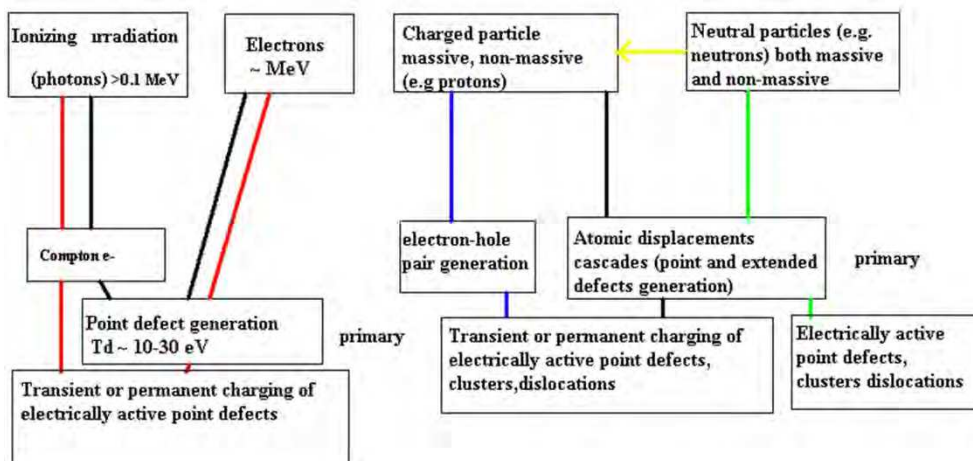 Ionizing irradiation
(photons) >0.1 MeV
Electrons
~ MeV
Charged particle
massive, non-massive
(e.g protons)
Neutral particles (e.g.
neutrons) both massive
and non-massive
Compton e-
electron-hole
pair generation
Atomic displacements
cascades (point and extended
defects generation)
primary
Point defect generation
Td ~ 10-30 eV
primary
Transient or permanent charging of
electrically active point defects,
clusters,dislocations
Electrically active
point defects,
clusters dislocations
Transient or permanent charging of
electrically active point defects